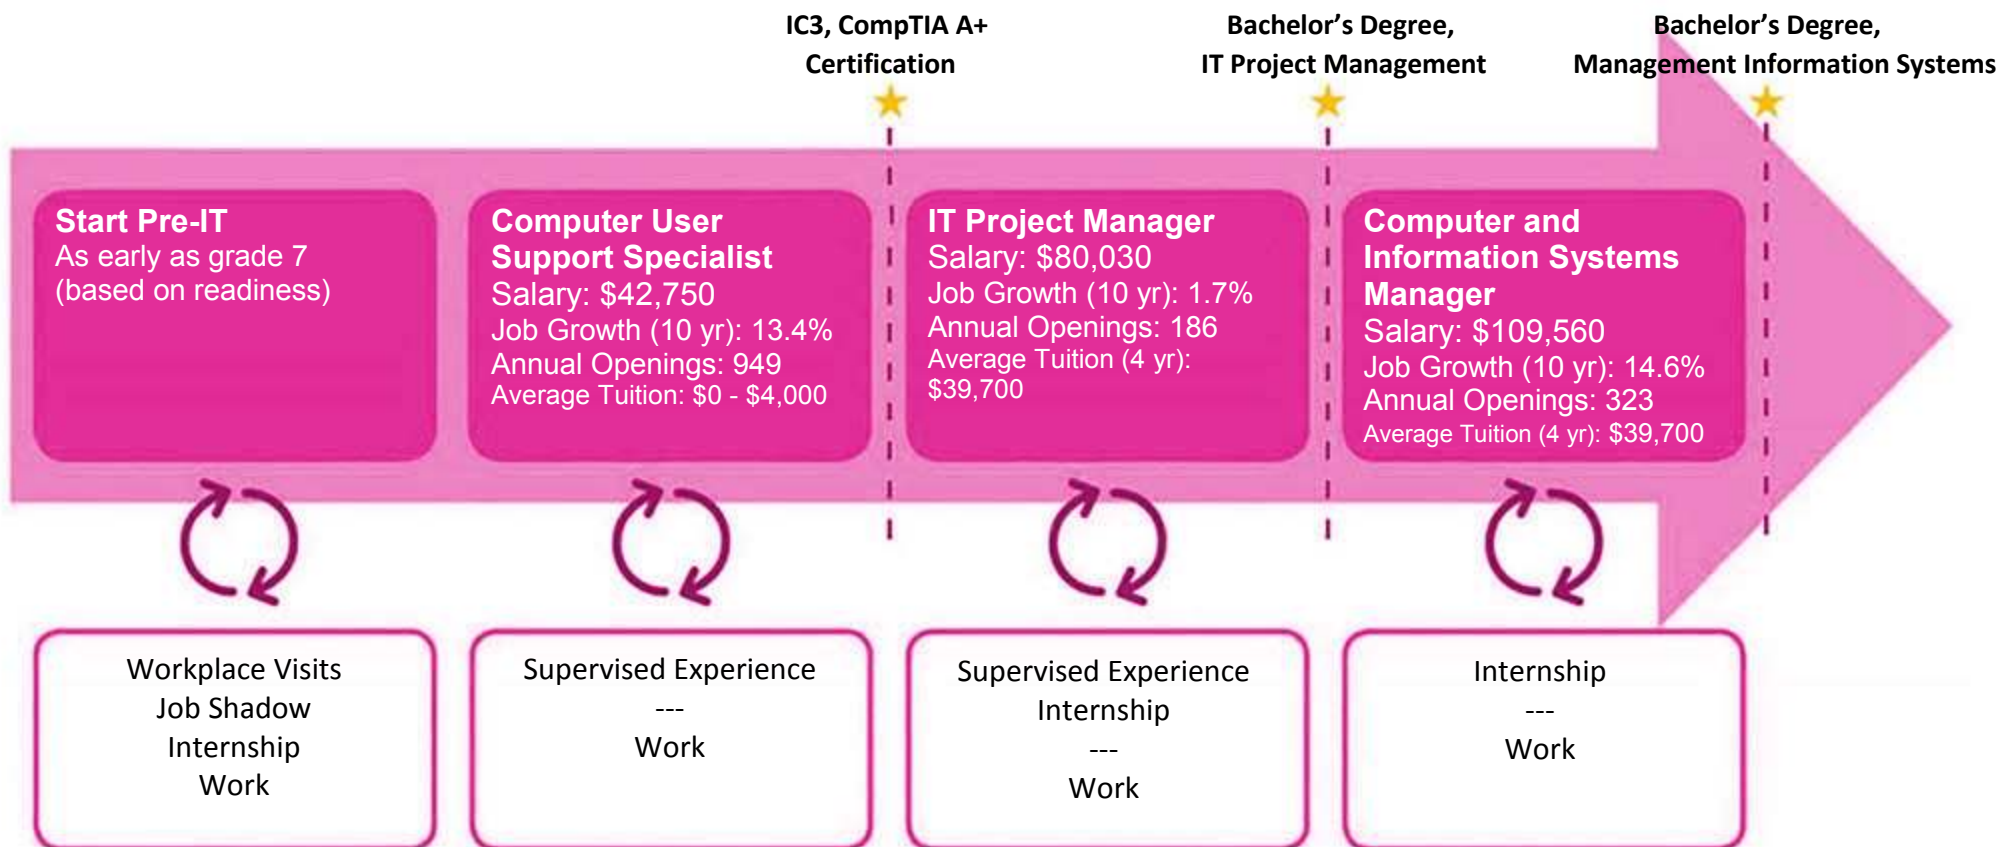 IC3, CompTIA A+
Certification
Bachelor’s Degree,
IT Project Management
Bachelor’s Degree,
Management Information Systems
Start Pre-IT
As early as grade 7
(based on readiness)
Computer User
Support Specialist
Salary: $42,750
Job Growth (10 yr): 13.4%
Annual Openings: 949
Average Tuition: $0 - $4,000
IT Project Manager
Salary: $80,030
Job Growth (10 yr): 1.7%
Annual Openings: 186
Average Tuition (4 yr):
$39,700
Computer and
Information Systems
Manager
Salary: $109,560
Job Growth (10 yr): 14.6%
Annual Openings: 323
Average Tuition (4 yr): $39,700
Workplace Visits
Job Shadow
Internship
Work
Supervised Experience
---
Work
Supervised Experience
Internship
---
Work
Internship
---
Work